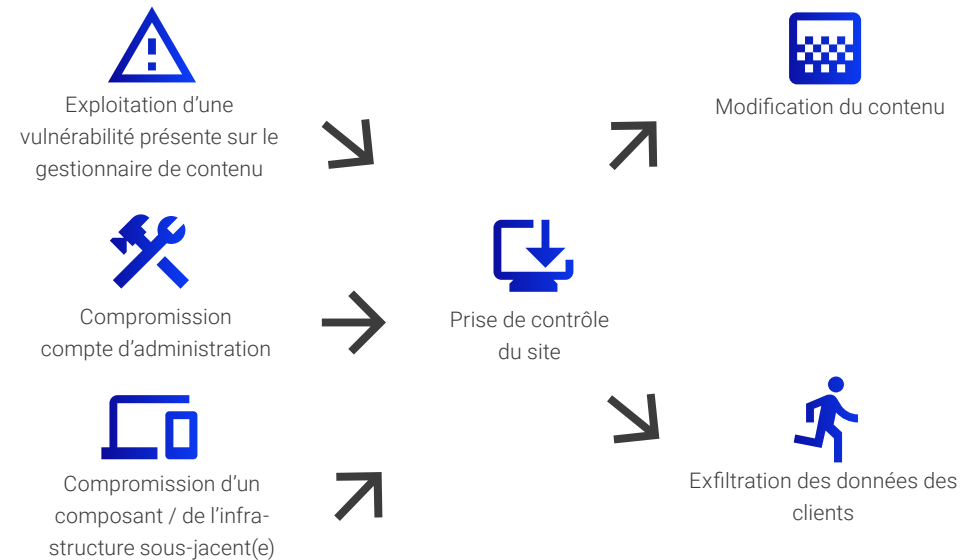 Exploitation d’une
vulnérabilité présente sur le
gestionnaire de contenu
Compromission
compte d’administration
Compromission d’un
composant / de l’infra-
structure sous-jacent(e)
Prise de contrôle
du site
Modification du contenu
Exfiltration des données des
clients